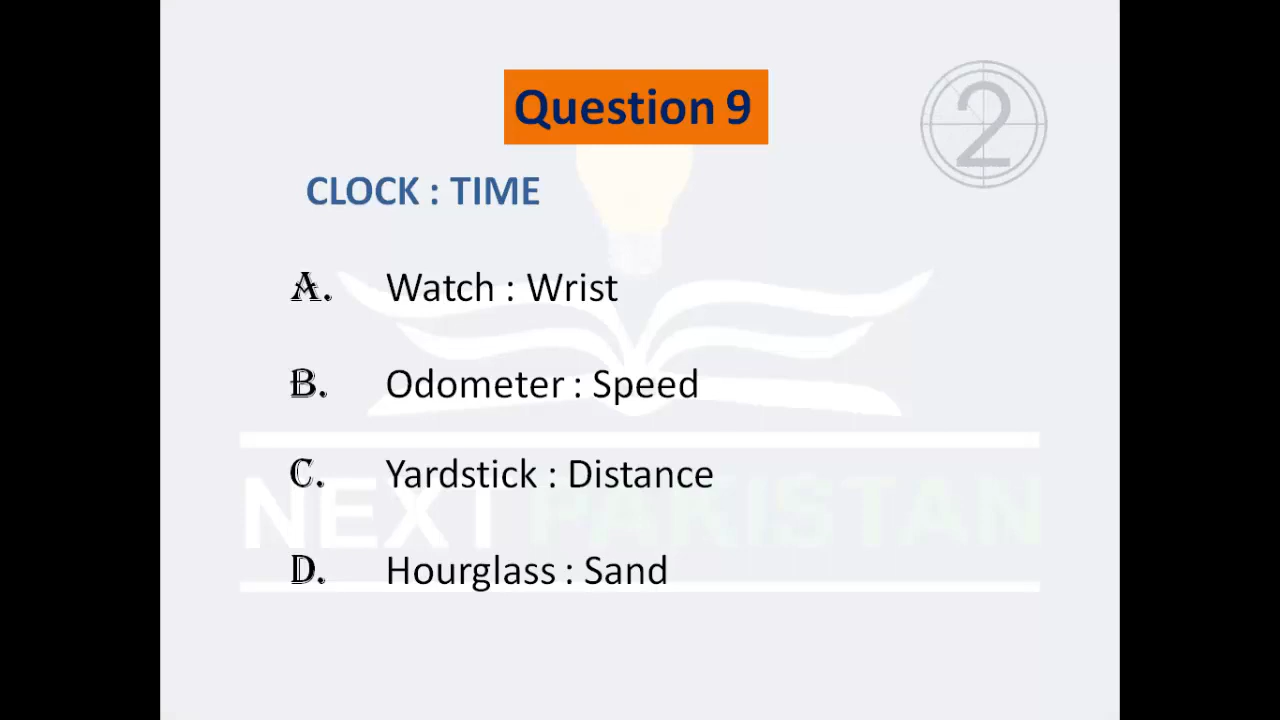 Question 9
2
CLOCK : TIME
A. Watch : Wrist
B. Odometer : Speed
C. Yardstick : Distance
NEXT PAKISTAN
D. Hourglass : Sand